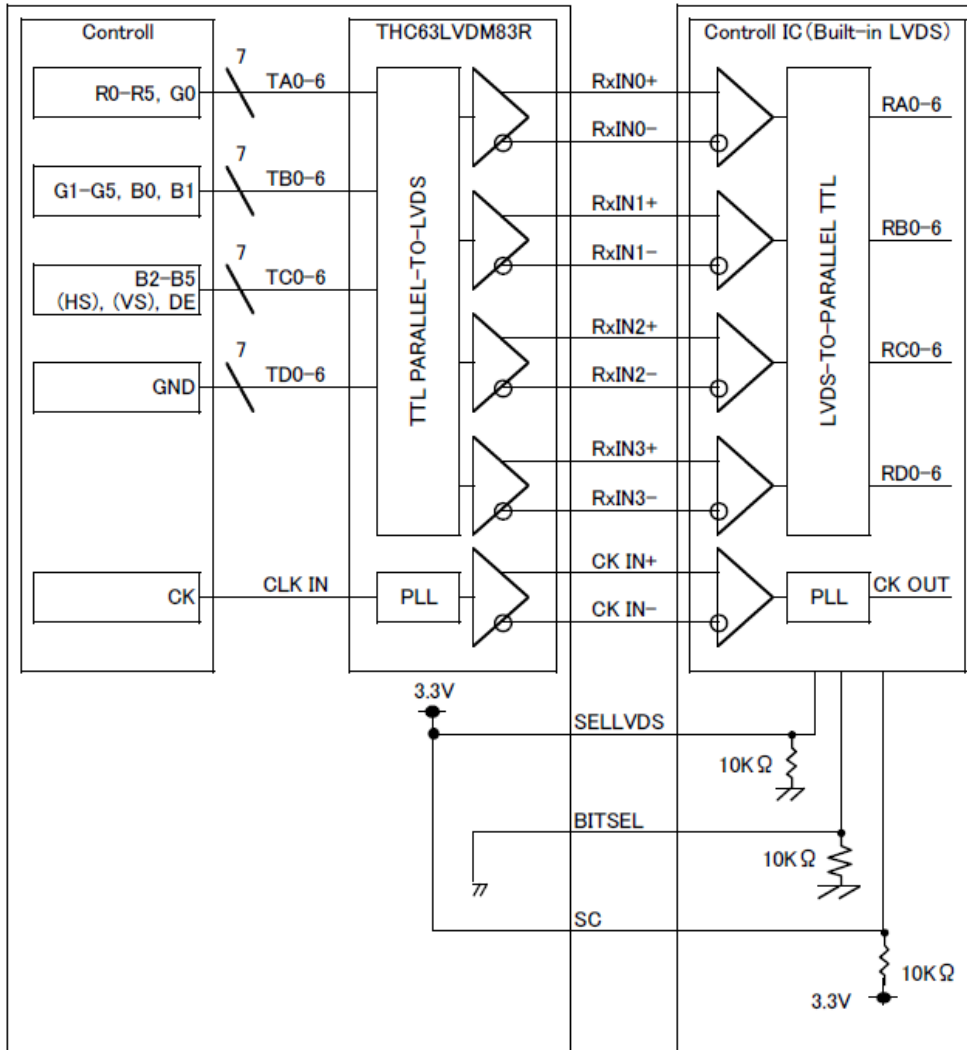 Controll
THC63LVDM83R
Controll IC(Built-in LVDS)
R0-R5, G0
7
TA0-6
RxIN0+
RxIN0-
RA0-6
G1-G5, B0, B1
7
TB0-6
RxIN1+
RxIN1-
RB0-6
B2-B5
(HS), (VS), DE
7
TC0-6
RxIN2+
RxIN2-
RC0-6
GND
7
TD0-6
RxIN3+
RxIN3-
RD0-6
TTL PARALLEL-TO-LVDS
LVDS-TO-PARALLEL TTL
CK
CLK IN
PLL
CK IN+
CK IN-
PLL
CK OUT
3.3V
SELLVDS
10KΩ
BITSEL
10KΩ
SC
10KΩ
3.3V